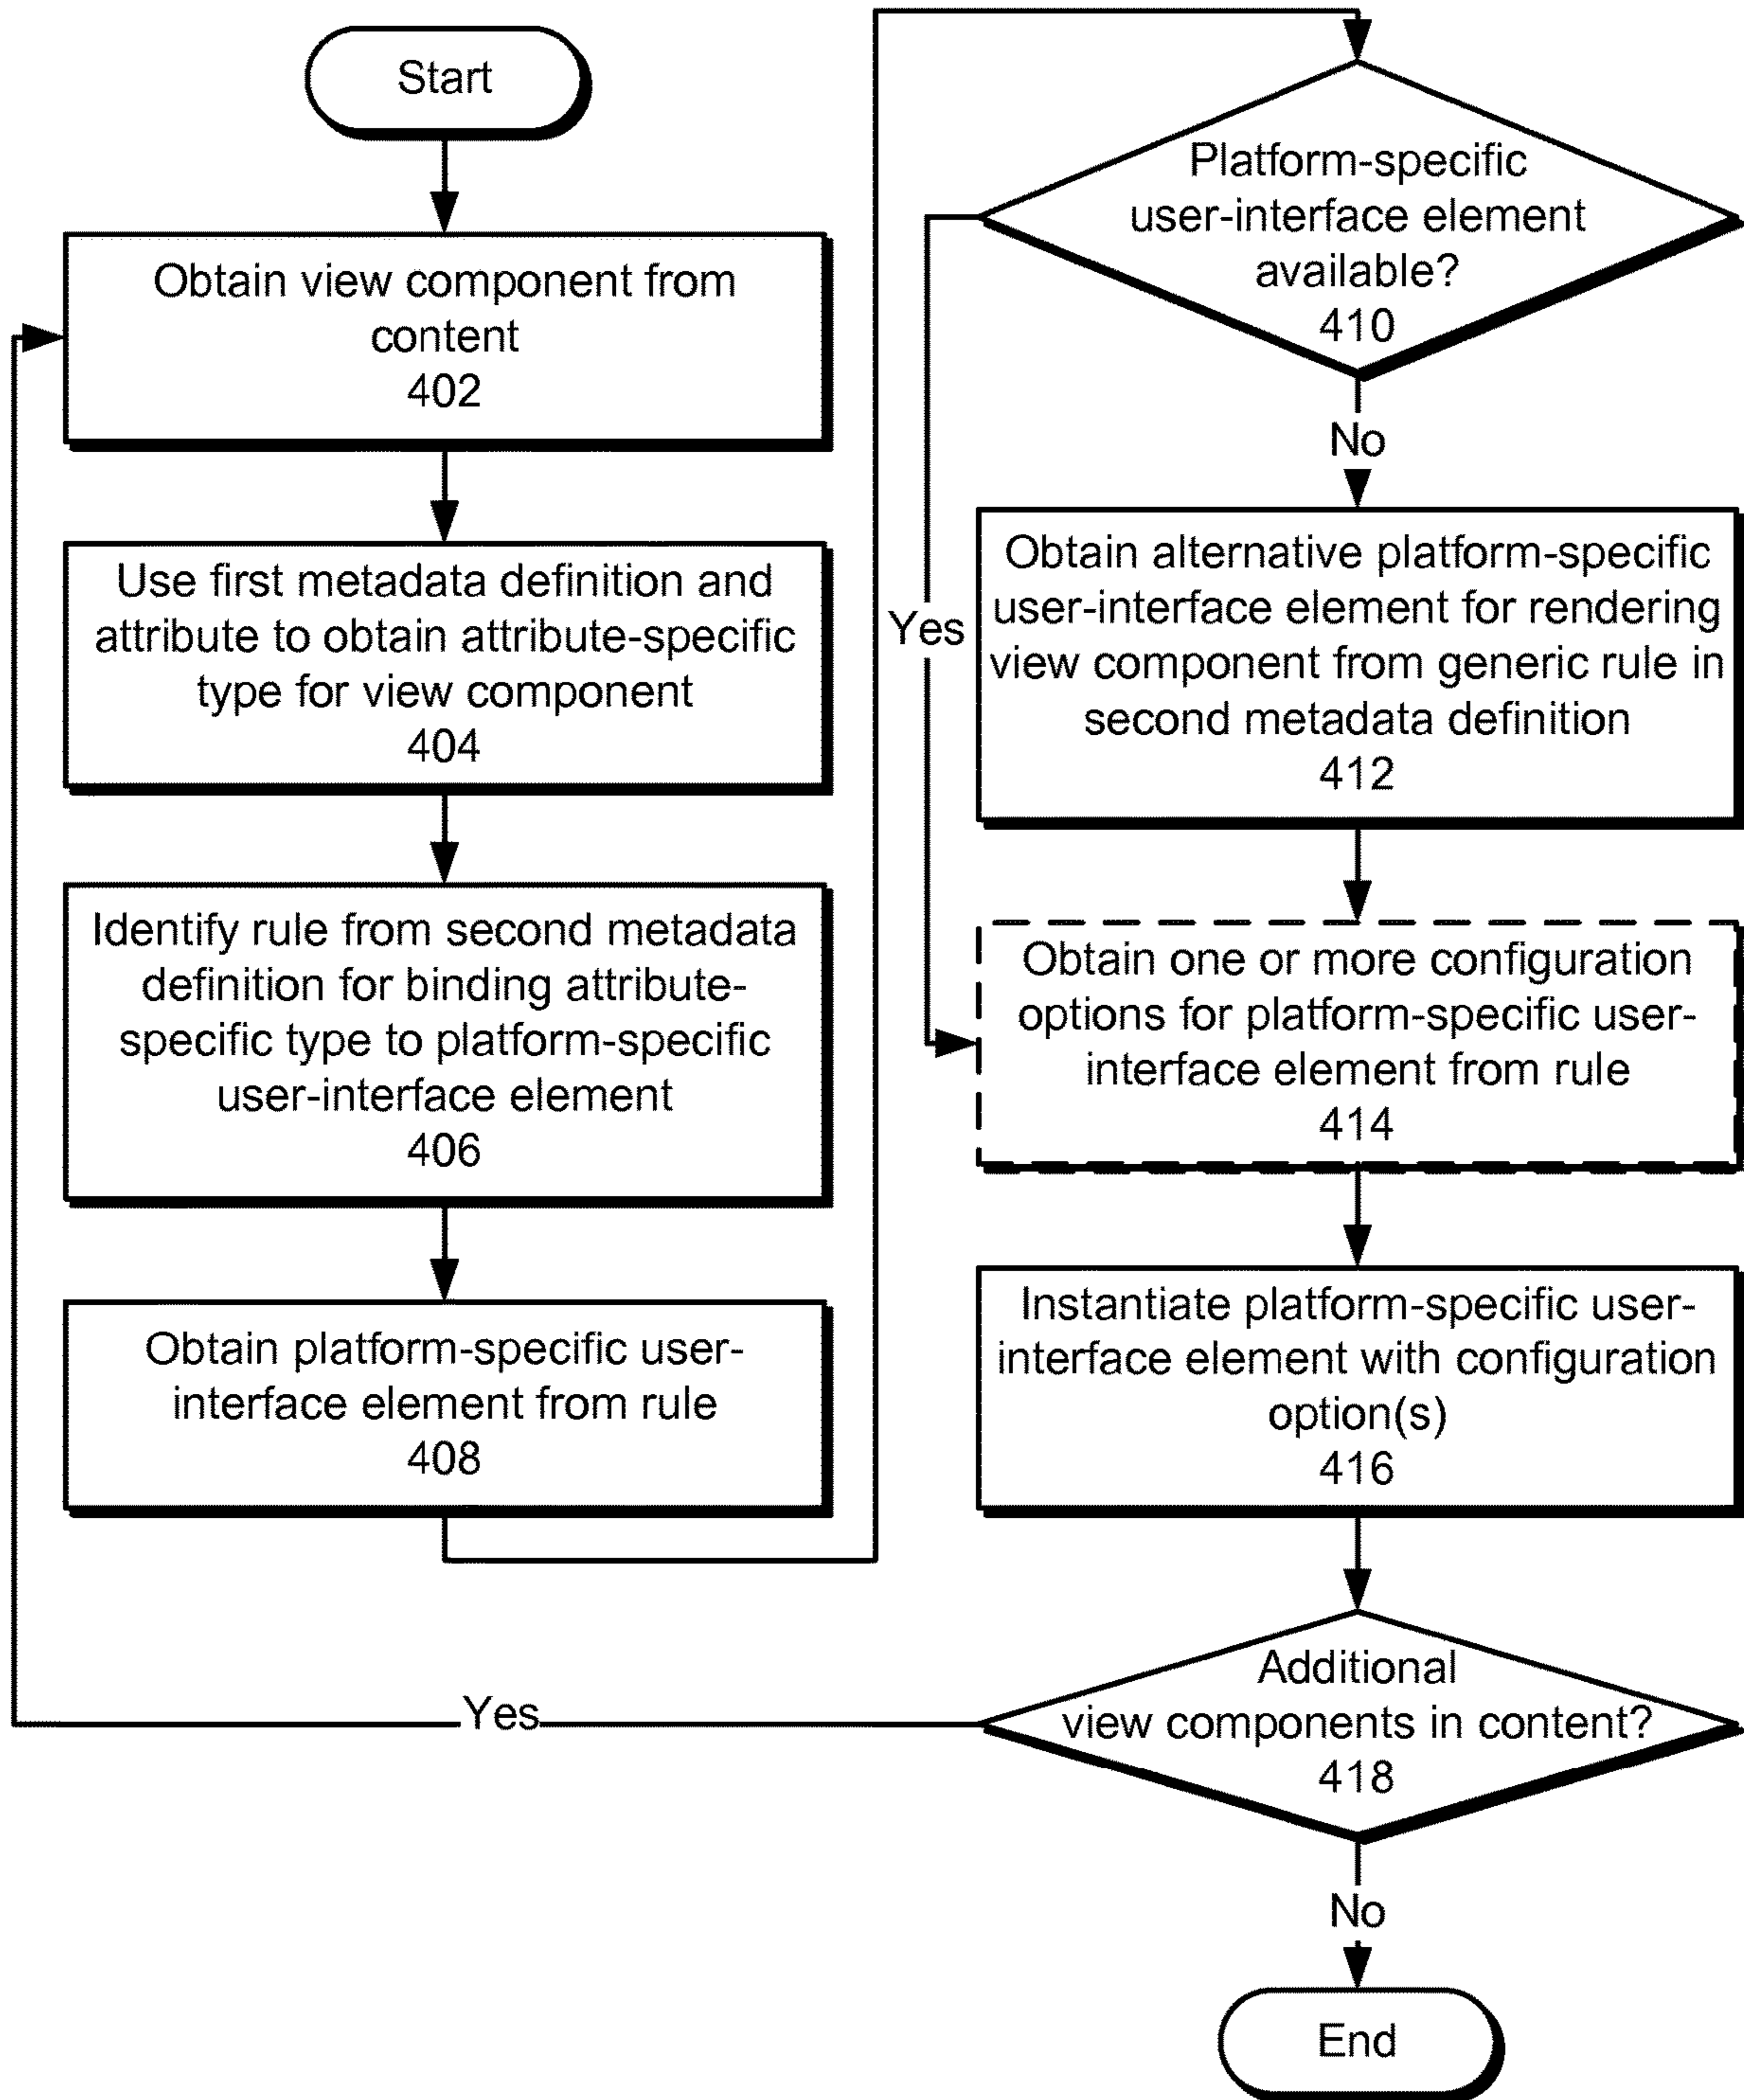 Start
Obtain view component from
content
402
Use first metadata definition and
attribute to obtain attribute-specific
type for view component
404
Identify rule from second metadata
definition for binding attribute-
specific type to platform-specific
user-interface element
406
Obtain platform-specific user-
interface element from rule
408
Platform-specific
user-interface element
available?
410
No
Yes
Obtain alternative platform-specific
user-interface element for rendering
view component from generic rule in
second metadata definition
412
Obtain one or more configuration
options for platform-specific user-
interface element from rule
414
Instantiate platform-specific user-
interface element with configuration
option(s)
416
Additional
view components in content?
418
Yes
No
End